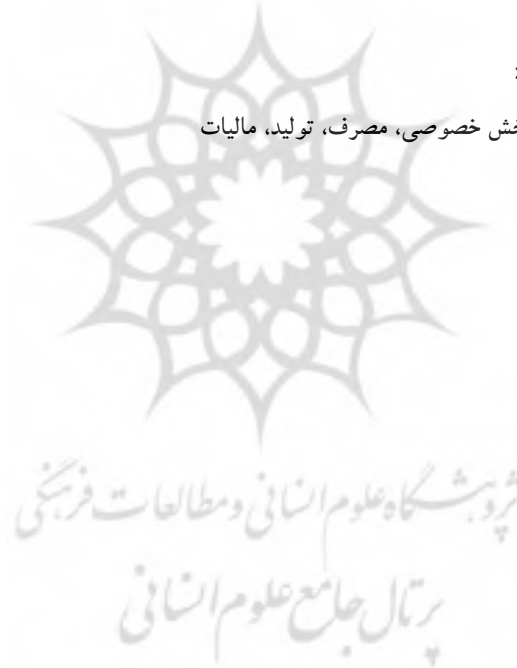 :
خش خصوصی، مصرف، تولید، مالیات
پژوهشگاه علوم انسانی و مطالعات فرهنگی
پرتال جامع علوم انسانی